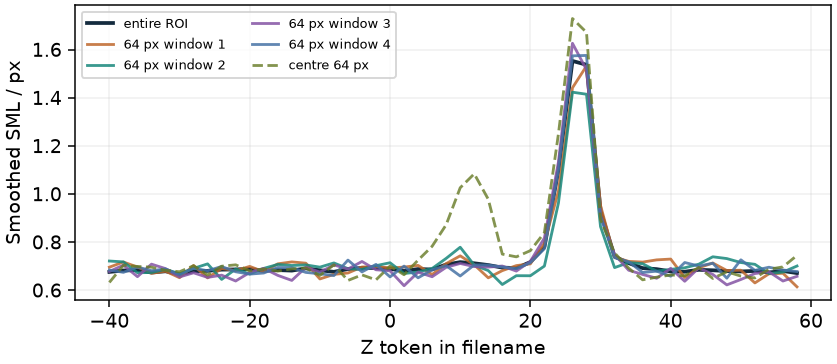 entire ROI
64 px window 1
64 px window 2
64 px window 3
64 px window 4
centre 64 px
Smoothed SML / px
1.6
1.4
1.2
1.0
0.8
0.6
−40
−20
0
20
40
60
Z token in filename